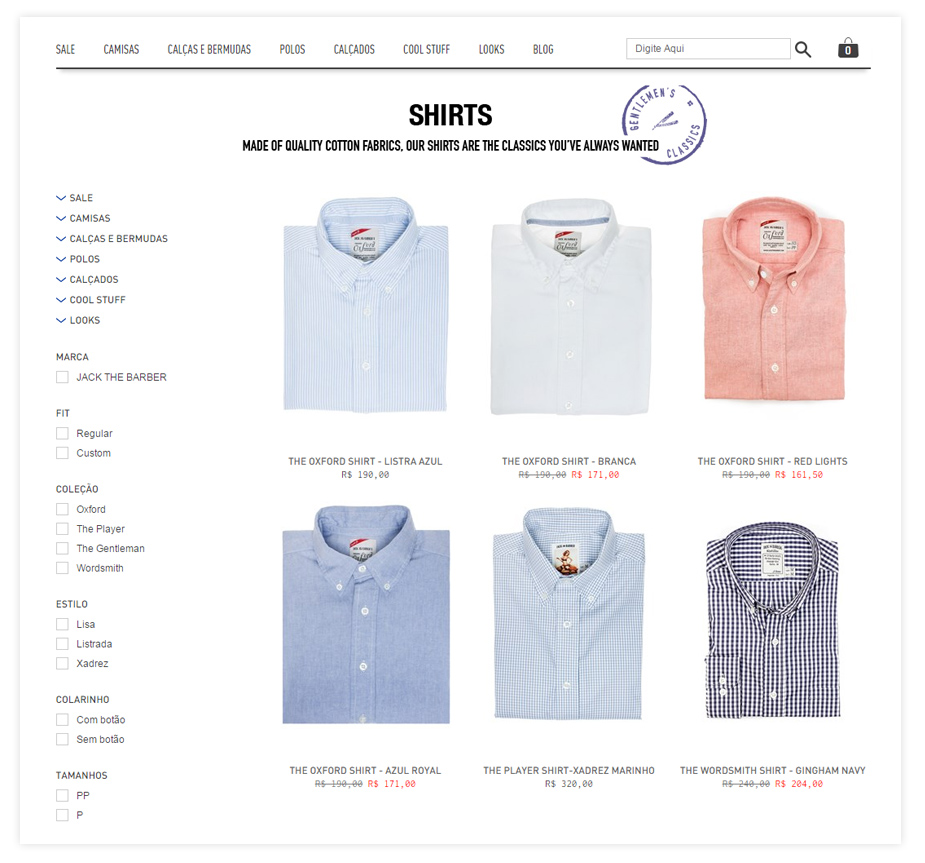 SALE CAMISAS CALÇAS E BERMUDAS POLOS CALÇADOS COOL STUFF LOOKS BLOG Digite Aqui 0
SHIRTS
GENTLEMEN'S CLASSICS
MADE OF QUALITY COTTON FABRICS, OUR SHIRTS ARE THE CLASSICS YOU'VE ALWAYS WANTED
SALE
CAMISAS
CALÇAS E BERMUDAS
POLOS
CALÇADOS
COOL STUFF
LOOKS
MARCA
JACK THE BARBER
FIT
Regular
Custom
COLEÇÃO
Oxford
The Player
The Gentleman
Wordsmith
ESTILO
Lisa
Listrada
Xadrez
COLARINHO
Com botão
Sem botão
TAMANHOS
PP
P
THE OXFORD SHIRT - LISTRA AZUL
R$ 190,00
THE OXFORD SHIRT - BRANCA
R$ 190,00 R$ 171,00
THE OXFORD SHIRT - RED LIGHTS
R$ 190,00 R$ 161,50
THE OXFORD SHIRT - AZUL ROYAL
R$ 190,00 R$ 171,00
THE PLAYER SHIRT-XADREZ MARINHO
R$ 320,00
THE WORDSMITH SHIRT - GINGHAM NAVY
R$ 240,00 R$ 204,00